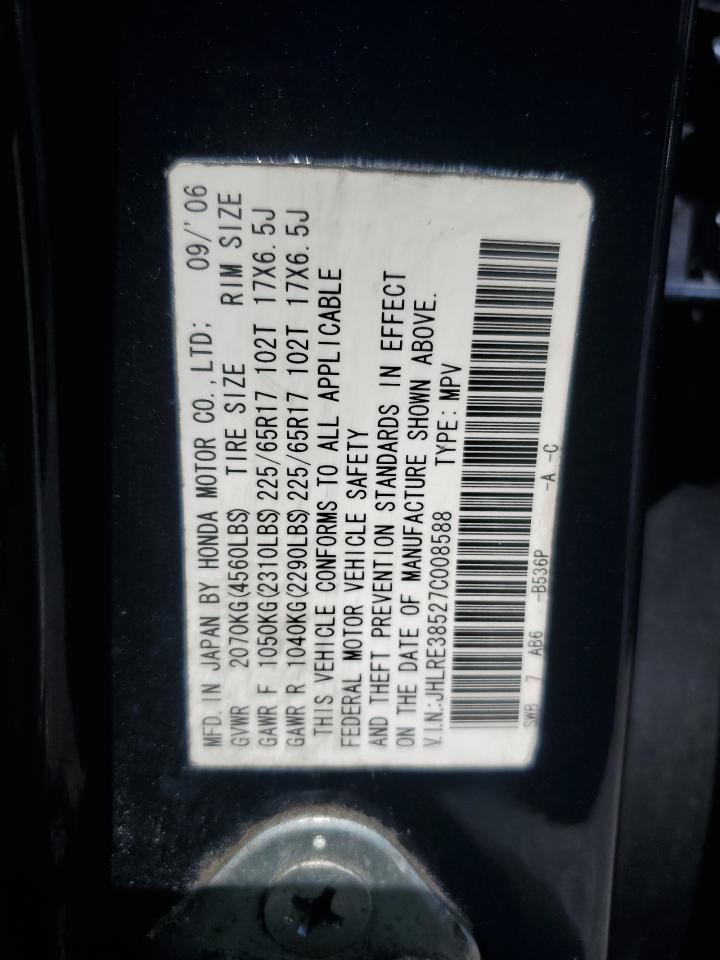 MFD. IN JAPAN BY HONDA MOTOR CO., LTD; 09/'06
GVWR 2070KG(4560LBS) TIRE SIZE RIM SIZE
GAWR F 1050KG(2310LBS) 225/65R17 102T 17X6.5J
GAWR R 1040KG(2290LBS) 225/65R17 102T 17X6.5J
THIS VEHICLE CONFORMS TO ALL APPLICABLE
FEDERAL MOTOR VEHICLE SAFETY
AND THEFT PREVENTION STANDARDS IN EFFECT
ON THE DATE OF MANUFACTURE SHOWN ABOVE.
V.I.N.:JHLRE38527C008588 TYPE: MPV
SWB 7 AB6 -B536P -A -C